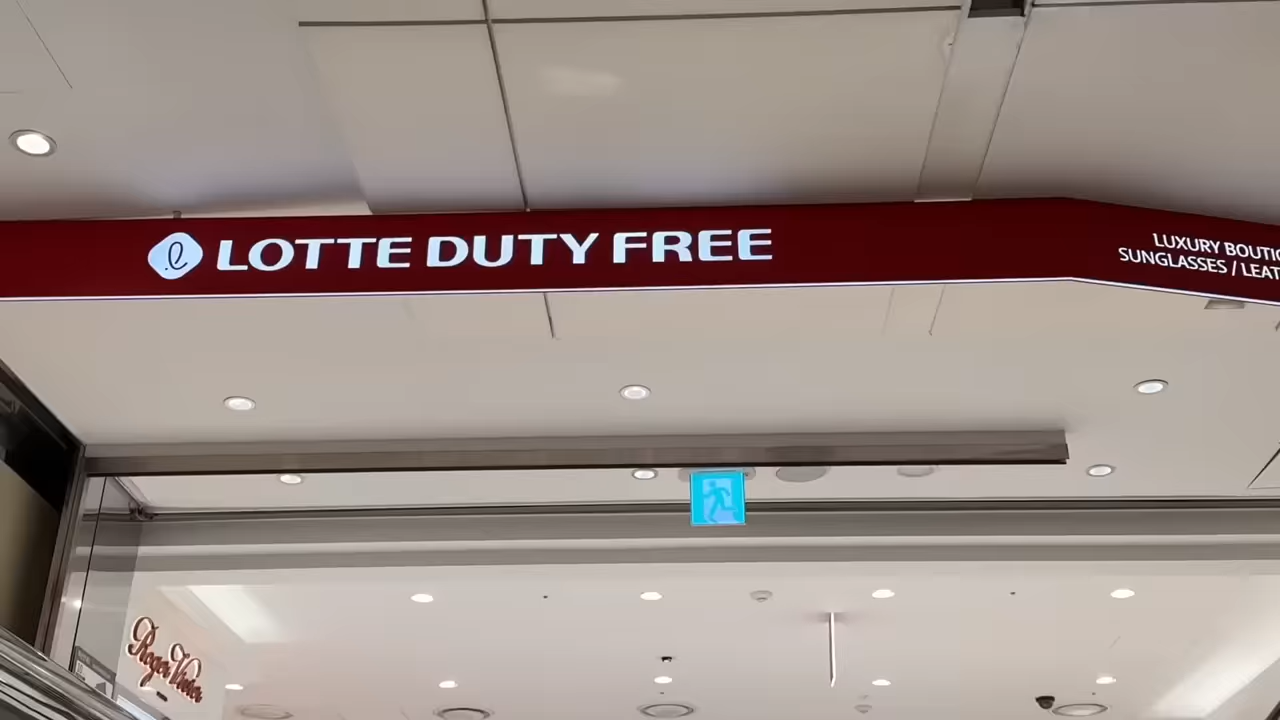 LOTTE DUTY FREE
LUXURY BOUTIC
SUNGLASSES / LEAT
Roger Vivier